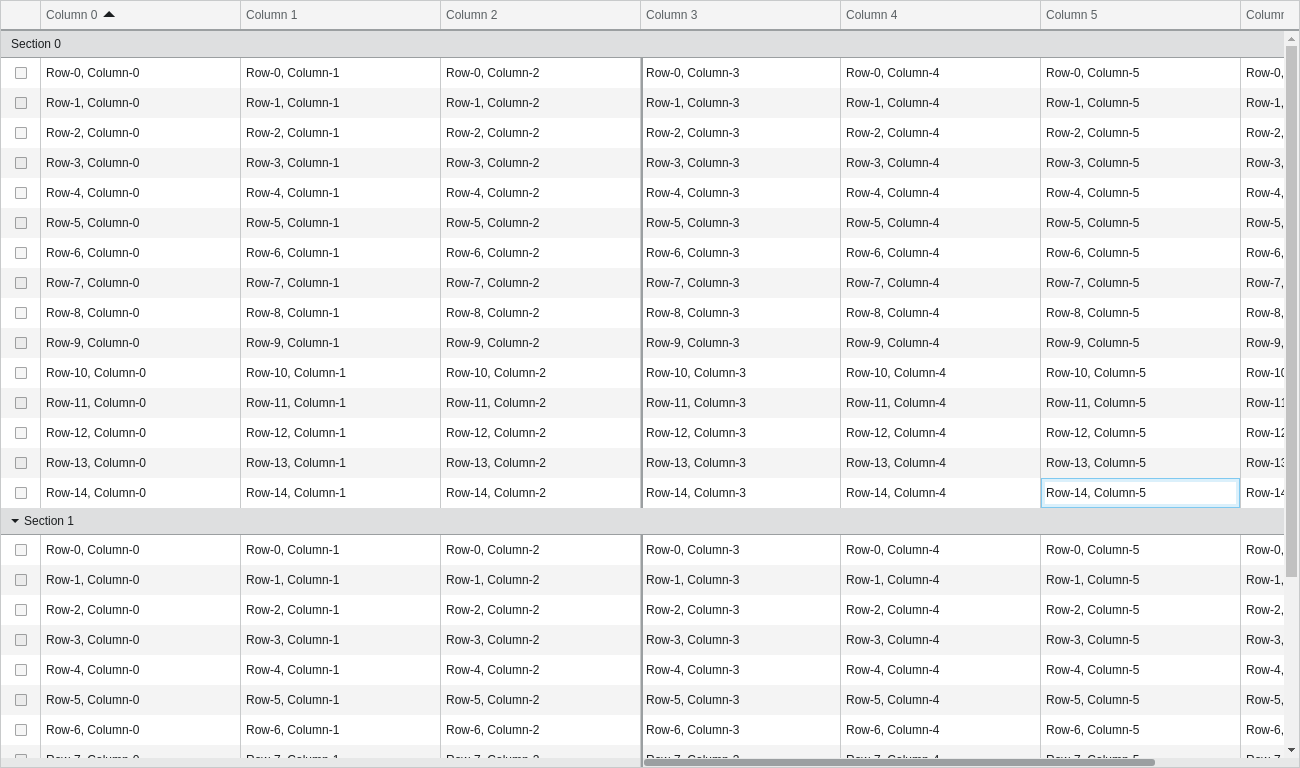 Column 0 Column 1 Column 2 Column 3 Column 4 Column 5 Column
Section 0
Row-0, Column-0 Row-0, Column-1 Row-0, Column-2 Row-0, Column-3 Row-0, Column-4 Row-0, Column-5 Row-0,
Row-1, Column-0 Row-1, Column-1 Row-1, Column-2 Row-1, Column-3 Row-1, Column-4 Row-1, Column-5 Row-1,
Row-2, Column-0 Row-2, Column-1 Row-2, Column-2 Row-2, Column-3 Row-2, Column-4 Row-2, Column-5 Row-2,
Row-3, Column-0 Row-3, Column-1 Row-3, Column-2 Row-3, Column-3 Row-3, Column-4 Row-3, Column-5 Row-3,
Row-4, Column-0 Row-4, Column-1 Row-4, Column-2 Row-4, Column-3 Row-4, Column-4 Row-4, Column-5 Row-4,
Row-5, Column-0 Row-5, Column-1 Row-5, Column-2 Row-5, Column-3 Row-5, Column-4 Row-5, Column-5 Row-5,
Row-6, Column-0 Row-6, Column-1 Row-6, Column-2 Row-6, Column-3 Row-6, Column-4 Row-6, Column-5 Row-6,
Row-7, Column-0 Row-7, Column-1 Row-7, Column-2 Row-7, Column-3 Row-7, Column-4 Row-7, Column-5 Row-7,
Row-8, Column-0 Row-8, Column-1 Row-8, Column-2 Row-8, Column-3 Row-8, Column-4 Row-8, Column-5 Row-8,
Row-9, Column-0 Row-9, Column-1 Row-9, Column-2 Row-9, Column-3 Row-9, Column-4 Row-9, Column-5 Row-9,
Row-10, Column-0 Row-10, Column-1 Row-10, Column-2 Row-10, Column-3 Row-10, Column-4 Row-10, Column-5 Row-10
Row-11, Column-0 Row-11, Column-1 Row-11, Column-2 Row-11, Column-3 Row-11, Column-4 Row-11, Column-5 Row-11
Row-12, Column-0 Row-12, Column-1 Row-12, Column-2 Row-12, Column-3 Row-12, Column-4 Row-12, Column-5 Row-12
Row-13, Column-0 Row-13, Column-1 Row-13, Column-2 Row-13, Column-3 Row-13, Column-4 Row-13, Column-5 Row-13
Row-14, Column-0 Row-14, Column-1 Row-14, Column-2 Row-14, Column-3 Row-14, Column-4 Row-14, Column-5 Row-14
Section 1
Row-0, Column-0 Row-0, Column-1 Row-0, Column-2 Row-0, Column-3 Row-0, Column-4 Row-0, Column-5 Row-0,
Row-1, Column-0 Row-1, Column-1 Row-1, Column-2 Row-1, Column-3 Row-1, Column-4 Row-1, Column-5 Row-1,
Row-2, Column-0 Row-2, Column-1 Row-2, Column-2 Row-2, Column-3 Row-2, Column-4 Row-2, Column-5 Row-2,
Row-3, Column-0 Row-3, Column-1 Row-3, Column-2 Row-3, Column-3 Row-3, Column-4 Row-3, Column-5 Row-3,
Row-4, Column-0 Row-4, Column-1 Row-4, Column-2 Row-4, Column-3 Row-4, Column-4 Row-4, Column-5 Row-4,
Row-5, Column-0 Row-5, Column-1 Row-5, Column-2 Row-5, Column-3 Row-5, Column-4 Row-5, Column-5 Row-5,
Row-6, Column-0 Row-6, Column-1 Row-6, Column-2 Row-6, Column-3 Row-6, Column-4 Row-6, Column-5 Row-6,